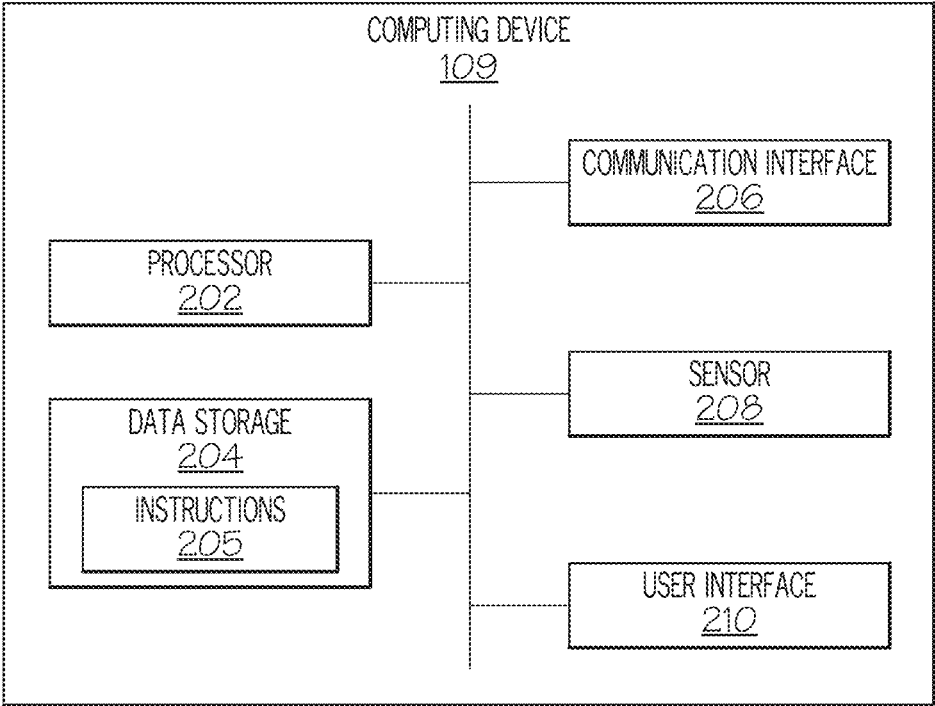 COMPUTING DEVICE
109
COMMUNICATION INTERFACE
206
PROCESSOR
202
SENSOR
208
DATA STORAGE
204
INSTRUCTIONS
205
USER INTERFACE
210